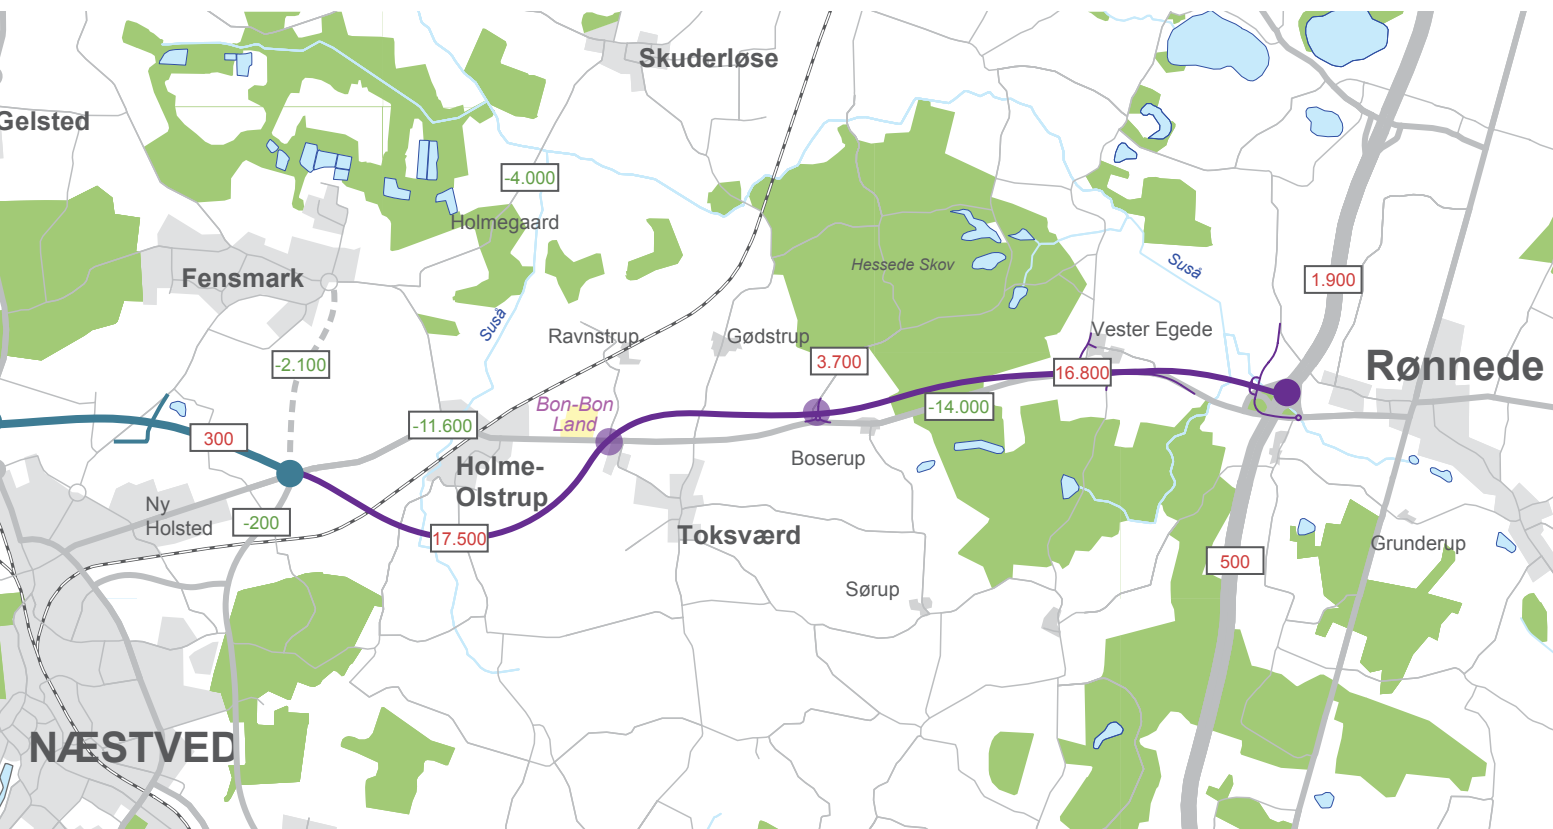 Skuderløse
Gelsted
-4.000
Holmegaard
Hessede Skov
Suså
Fensmark
1.900
Suså
Ravnstrup
Gødstrup
Vester Egede
-2.100
3.700
16.800
Rønnede
Bon-Bon
Land
-14.000
-11.600
300
Boserup
Holme-
Olstrup
Ny
Holsted
-200
17.500
Toksværd
Grunderup
500
Sørup
NÆSTVED